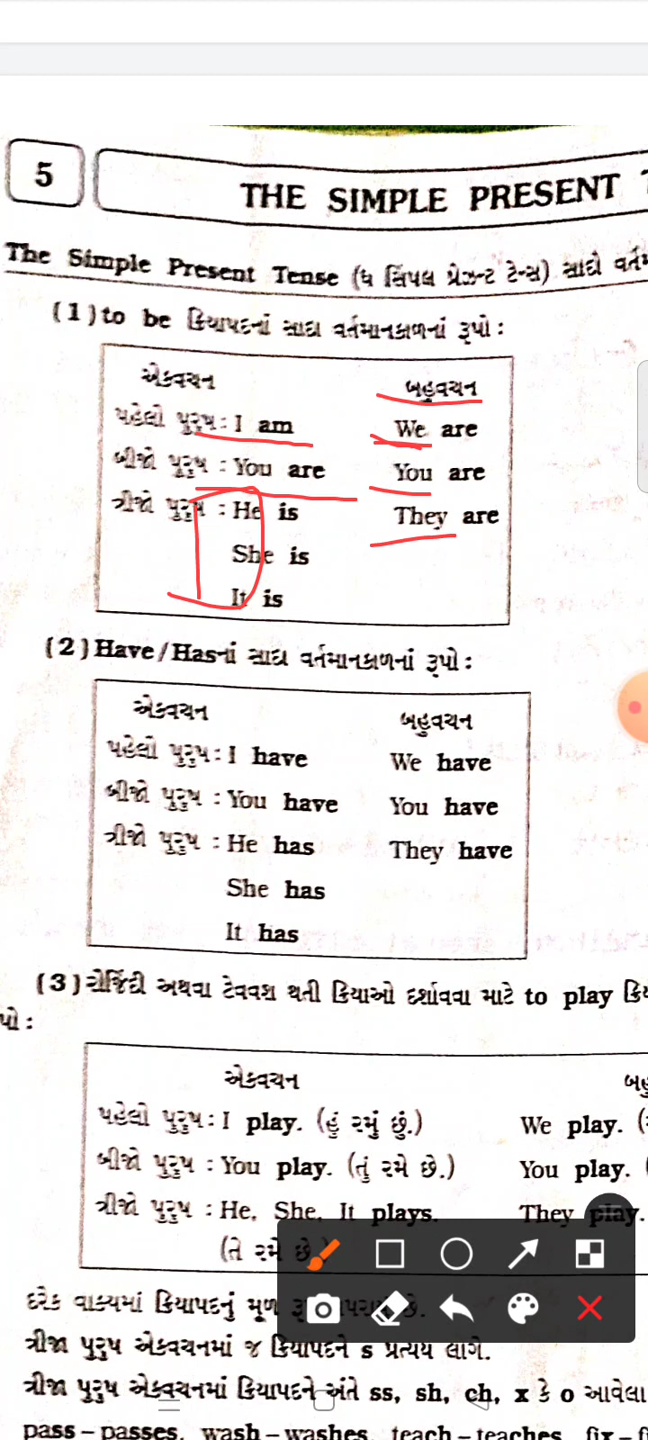 5
THE SIMPLE PRESENT
The Simple Present Tense (ધ સિંપલ પ્રેઝન્ટ ટેન્સ) સાદો
(1) to be ક્રિયાપદનાં સાદા વર્તમાનકાળનાં રૂપો :
એકવચન બહુવચન
પહેલો પુરુષ : I am We are
બીજો પુરુષ : You are You are
ત્રીજો પુરુષ : He is They are
She is
It is
(2) Have/Hasનાં સાદા વર્તમાનકાળનાં રૂપો :
એકવચન બહુવચન
પહેલો પુરુષ : I have We have
બીજો પુરુષ : You have You have
ત્રીજો પુરુષ : He has They have
She has
It has
(3) રોજિંદી અથવા ટેવવશ થતી ક્રિયાઓ દર્શાવવા માટે to play
એકવચન
પહેલો પુરુષ : I play. (હું રમું છું.) We play.
બીજો પુરુષ : You play. (તું રમે છે.) You play.
ત્રીજો પુરુષ : He, She, It plays. They play.
(તે રમે છે
દરેક વાક્યમાં ક્રિયાપદનું મૂળ છે.
ત્રીજા પુરુષ એકવચનમાં જ ક્રિયાપદને s પ્રત્યય લાગે.
ત્રીજા પુરુષ એકવચનમાં ક્રિયાપદને અંતે ss, sh, ch, x કે o આવેલા
pass – passes, wash – washes, teach – teaches, fix –